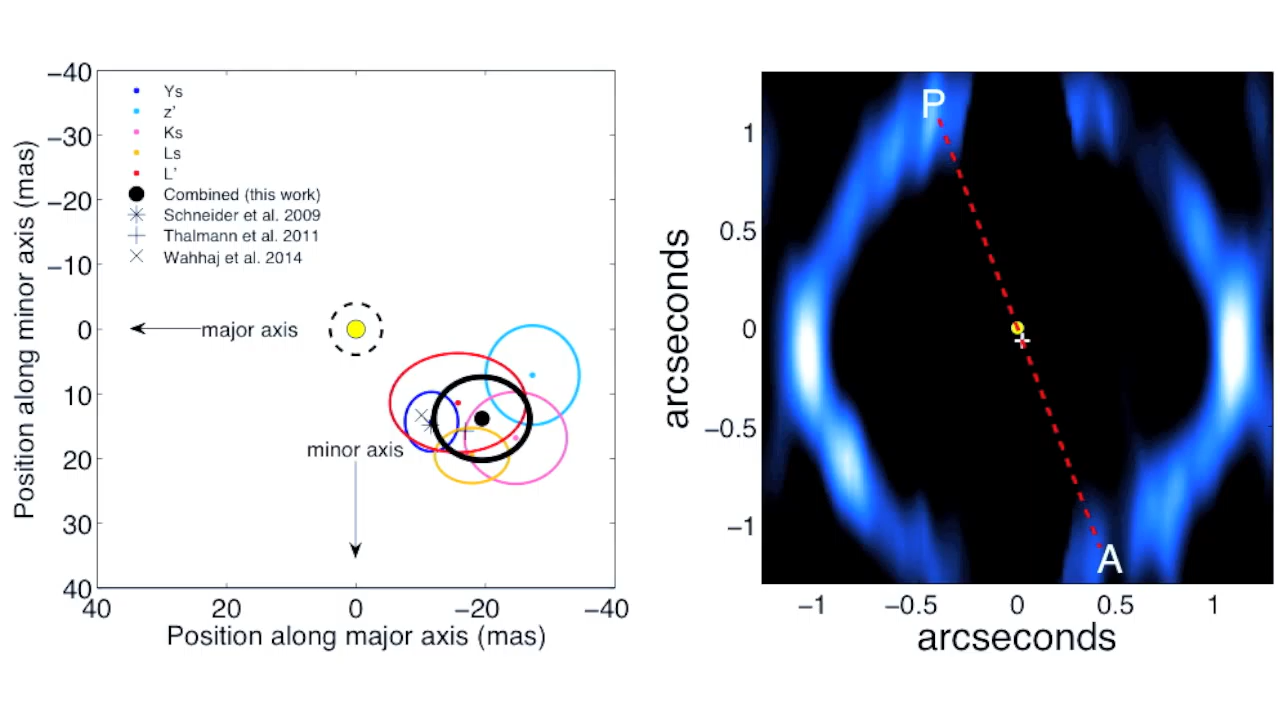 −40
−30
−20
−10
0
10
20
30
40
Position along minor axis (mas)
Ys
z'
Ks
Ls
L'
Combined (this work)
Schneider et al. 2009
Thalmann et al. 2011
Wahhaj et al. 2014
major axis
minor axis
40 20 0 −20 −40
Position along major axis (mas)
1
0.5
0
−0.5
−1
arcseconds
P
A
−1 −0.5 0 0.5 1
arcseconds